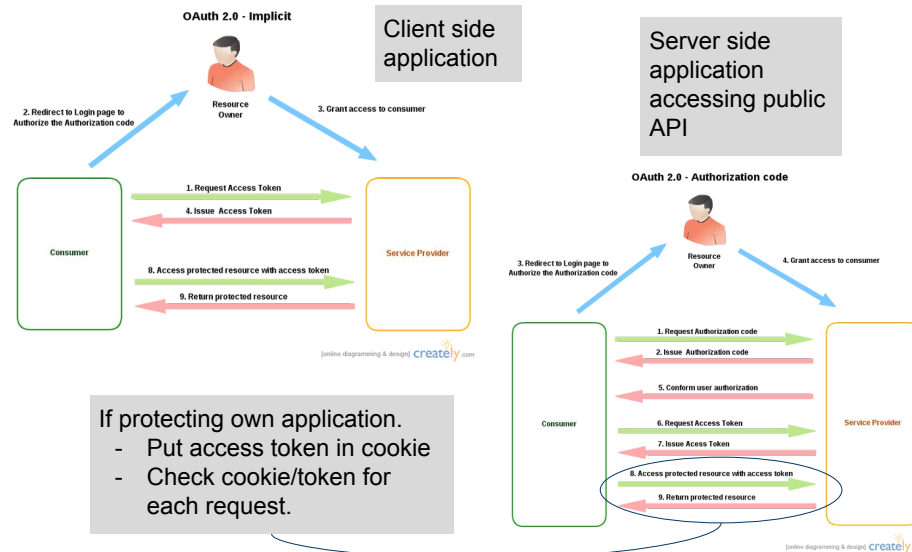 OAuth 2.0 - Implicit
Client side
application
Resource
Owner
2. Redirect to Login page to
Authorize the Authorization code
3. Grant access to consumer
1. Request Access Token
4. Issue Access Token
Consumer
Service Provider
8. Access protected resource with access token
9. Return protected resource
[online diagramming & design] creately.com
Server side
application
accessing public
API
OAuth 2.0 - Authorization code
Resource
Owner
3. Redirect to Login page to
Authorize the Authorization code
4. Grant access to consumer
1. Request Authorization code
2. Issue Authorization code
5. Conform user authorization
Consumer
Service Provider
6. Request Access Token
7. Issue Acess Token
8. Access protected resource with access token
9. Return protected resource
[online diagramming & design] creately.com
If protecting own application.
- Put access token in cookie
- Check cookie/token for
each request.